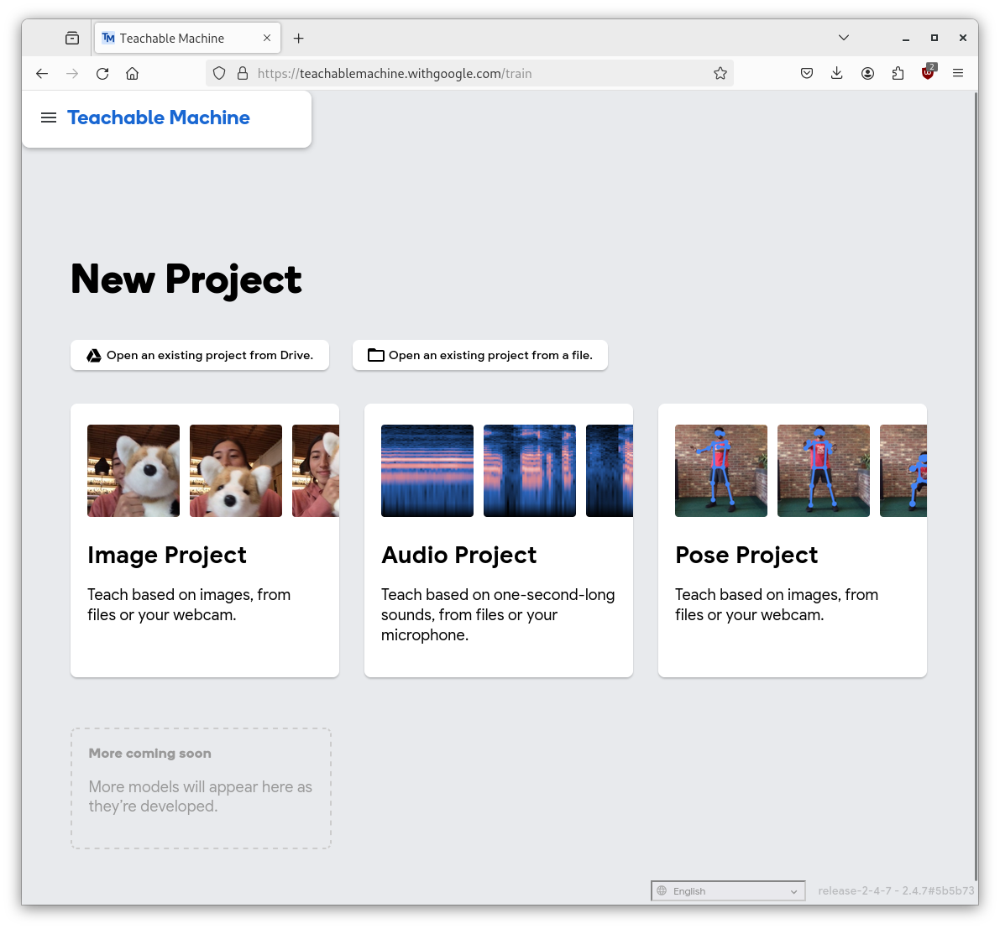 TM Teachable Machine
https://teachablemachine.withgoogle.com/train
2
Teachable Machine
New Project
Open an existing project from Drive.
Open an existing project from a file.
Image Project
Teach based on images, from
files or your webcam.
Audio Project
Teach based on one-second-long
sounds, from files or your
microphone.
Pose Project
Teach based on images, from
files or your webcam.
More coming soon
More models will appear here as
they’re developed.
English
release-2-4-7 - 2.4.7#5b5b73